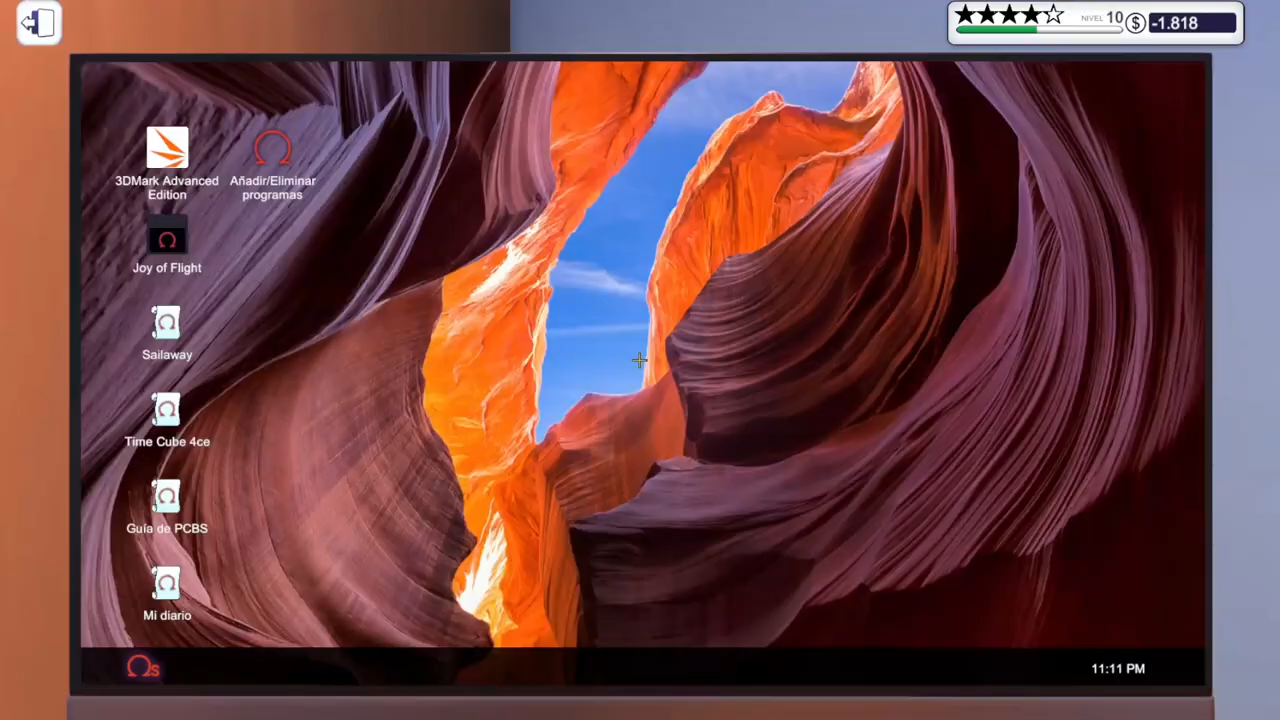 NIVEL 10
$ -1.818
3DMark Advanced
Edition
Añadir/Eliminar
programas
Joy of Flight
Sailaway
Time Cube 4ce
Guía de PCBS
Mi diario
Ωs
11:11 PM